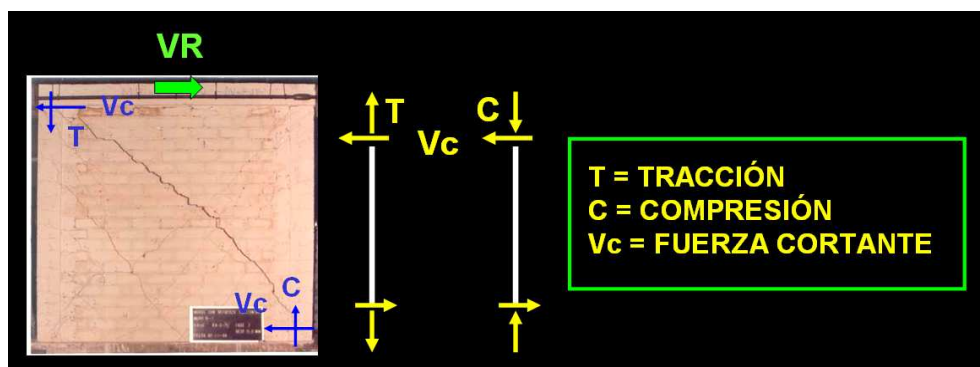 VR
Vc
T
Vc
C
T
Vc
C
T = TRACCIÓN
C = COMPRESIÓN
Vc = FUERZA CORTANTE